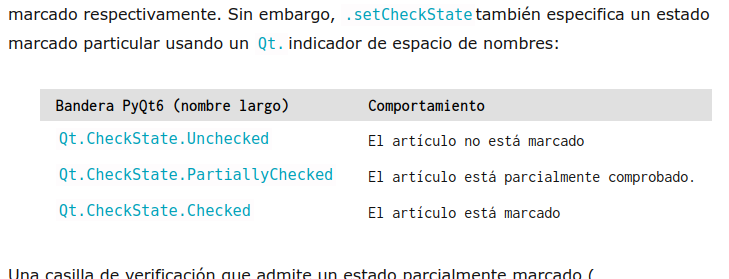 marcado respectivamente. Sin embargo, .setCheckState también especifica un estado
marcado particular usando un Qt. indicador de espacio de nombres:
Bandera PyQt6 (nombre largo) Comportamiento
Qt.CheckState.Unchecked El artículo no está marcado
Qt.CheckState.PartiallyChecked El artículo está parcialmente comprobado.
Qt.CheckState.Checked El artículo está marcado
Una casilla de verificación que admite un estado parcialmente marcado (